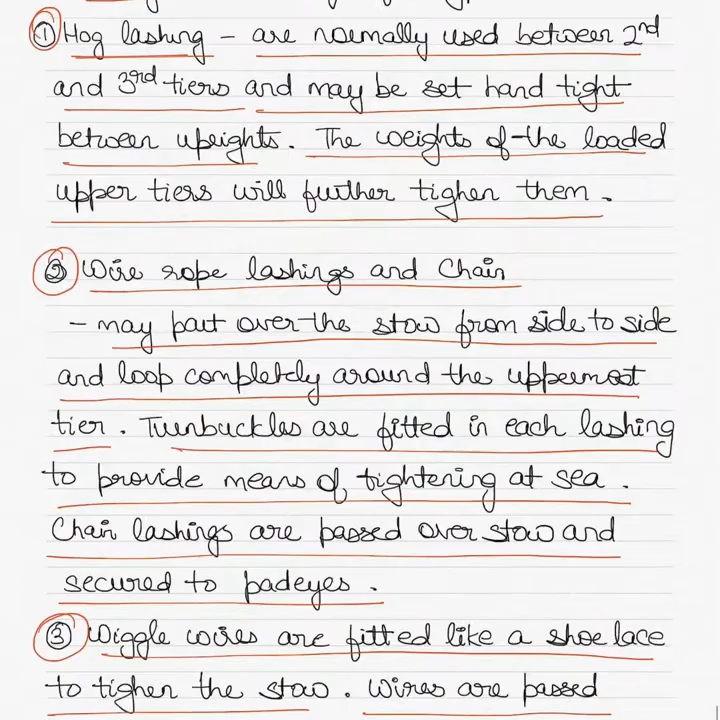 ① Hog lashing - are normally used between 2nd
and 3rd tiers and may be set hand tight
between uprights. The weights of the loaded
upper tiers will further tighen them.
② Wire rope lashings and Chain
- may part over the stow from side to side
and loop completely around the uppermost
tier. Turnbuckles are fitted in each lashing
to provide means of tightening at sea.
Chain lashings are passed over stow and
secured to padeyes.
③ Wiggle wires are fitted like a shoe lace
to tighen the stow. Wires are passed